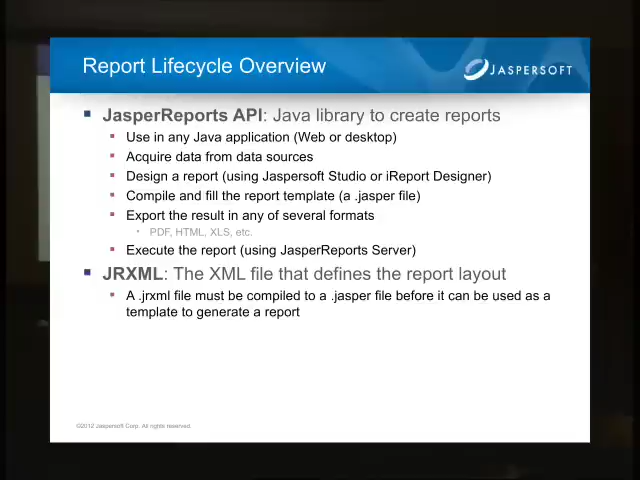 Report Lifecycle Overview
JASPERSOFT
JasperReports API: Java library to create reports
Use in any Java application (Web or desktop)
Acquire data from data sources
Design a report (using Jaspersoft Studio or iReport Designer)
Compile and fill the report template (a .jasper file)
Export the result in any of several formats
PDF, HTML, XLS, etc.
Execute the report (using JasperReports Server)
JRXML: The XML file that defines the report layout
A .jrxml file must be compiled to a .jasper file before it can be used as a
template to generate a report
©2012 Jaspersoft Corp. All rights reserved.